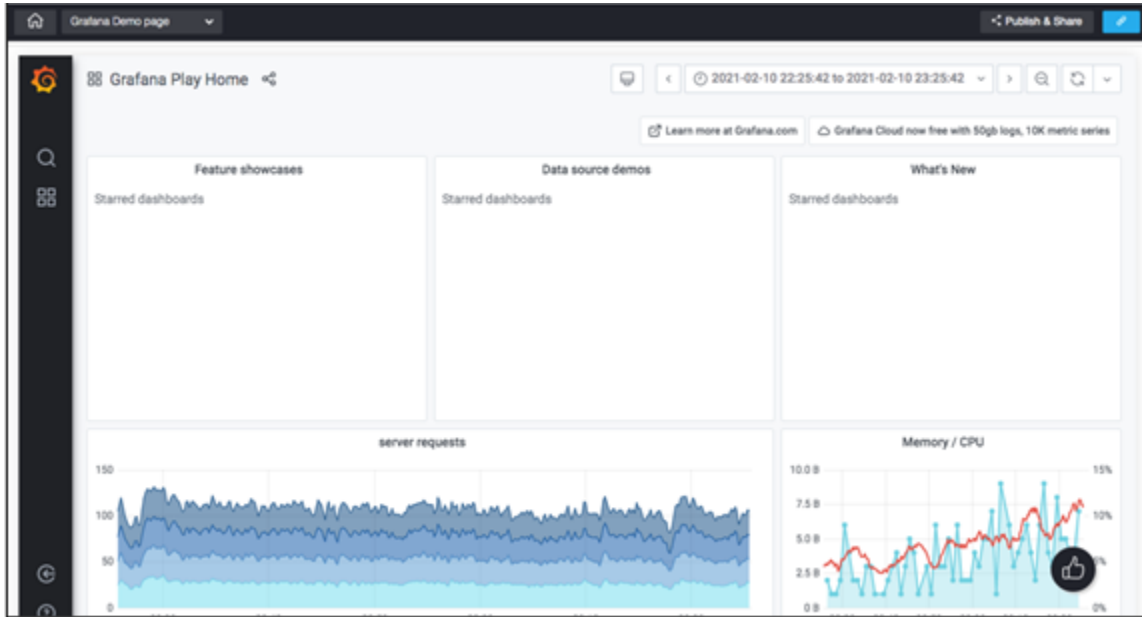 Grafana Demo page
Publish & Share
Grafana Play Home
2021-02-10 22:25:42 to 2021-02-10 23:25:42
Learn more at Grafana.com
Grafana Cloud now free with 50gb logs, 10K metric series
Feature showcases
Data source demos
What's New
Starred dashboards
Starred dashboards
Starred dashboards
server requests
Memory / CPU
150
100
50
0
10.0 B
7.5 B
5.0 B
2.5 B
0 B
15%
10%
0%